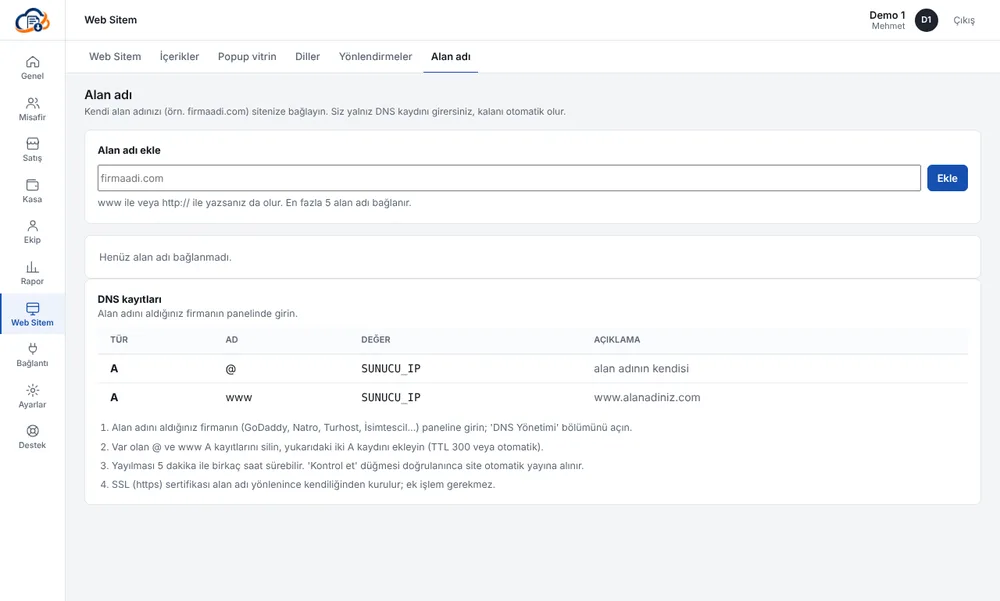 Web Sitem
Demo 1
Mehmet
D1
Çıkış
Genel
Misafir
Satış
Kasa
Ekip
Rapor
Web Sitem
Bağlantı
Ayarlar
Destek
Web Sitem İçerikler Popup vitrin Diller Yönlendirmeler Alan adı
Alan adı
Kendi alan adınızı (örn. firmaadi.com) sitenize bağlayın. Siz yalnız DNS kaydını girersiniz, kalanı otomatik olur.
Alan adı ekle
firmaadi.com
Ekle
www ile veya http:// ile yazsanız da olur. En fazla 5 alan adı bağlanır.
Henüz alan adı bağlanmadı.
DNS kayıtları
Alan adını aldığınız firmanın panelinde girin.
TÜR AD DEĞER AÇIKLAMA
A @ SUNUCU_IP alan adının kendisi
A www SUNUCU_IP www.alanadiniz.com
1. Alan adını aldığınız firmanın (GoDaddy, Natro, Turhost, İsimtescil...) paneline girin; 'DNS Yönetimi' bölümünü açın.
2. Var olan @ ve www A kayıtlarını silin, yukarıdaki iki A kaydını ekleyin (TTL 300 veya otomatik).
3. Yayılması 5 dakika ile birkaç saat sürebilir. 'Kontrol et' düğmesi doğrulanınca site otomatik yayına alınır.
4. SSL (https) sertifikası alan adı yönlenince kendiliğinden kurulur; ek işlem gerekmez.